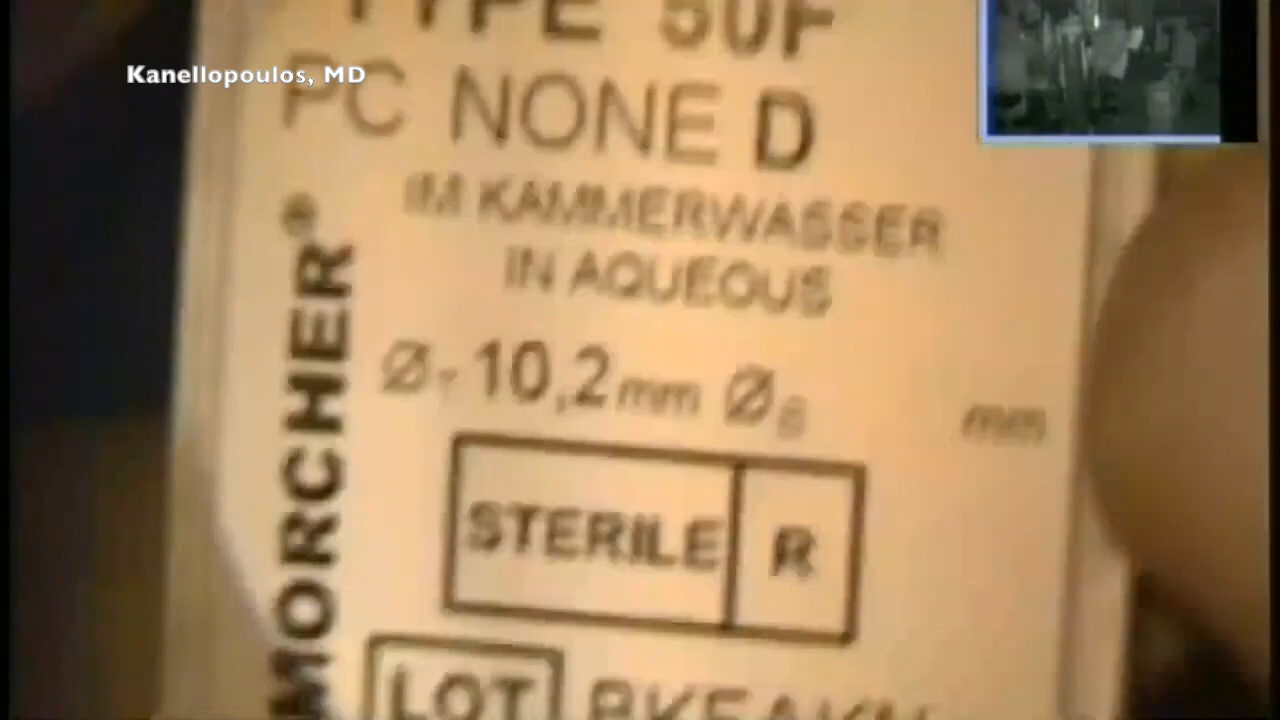 Kanellopoulos, MD
TYPE 50F
PC NONE D
IM KAMMERWASSER
IN AQUEOUS
Ø- 10,2 mm Ø mm
STERILE R
MORCHER®
LOT